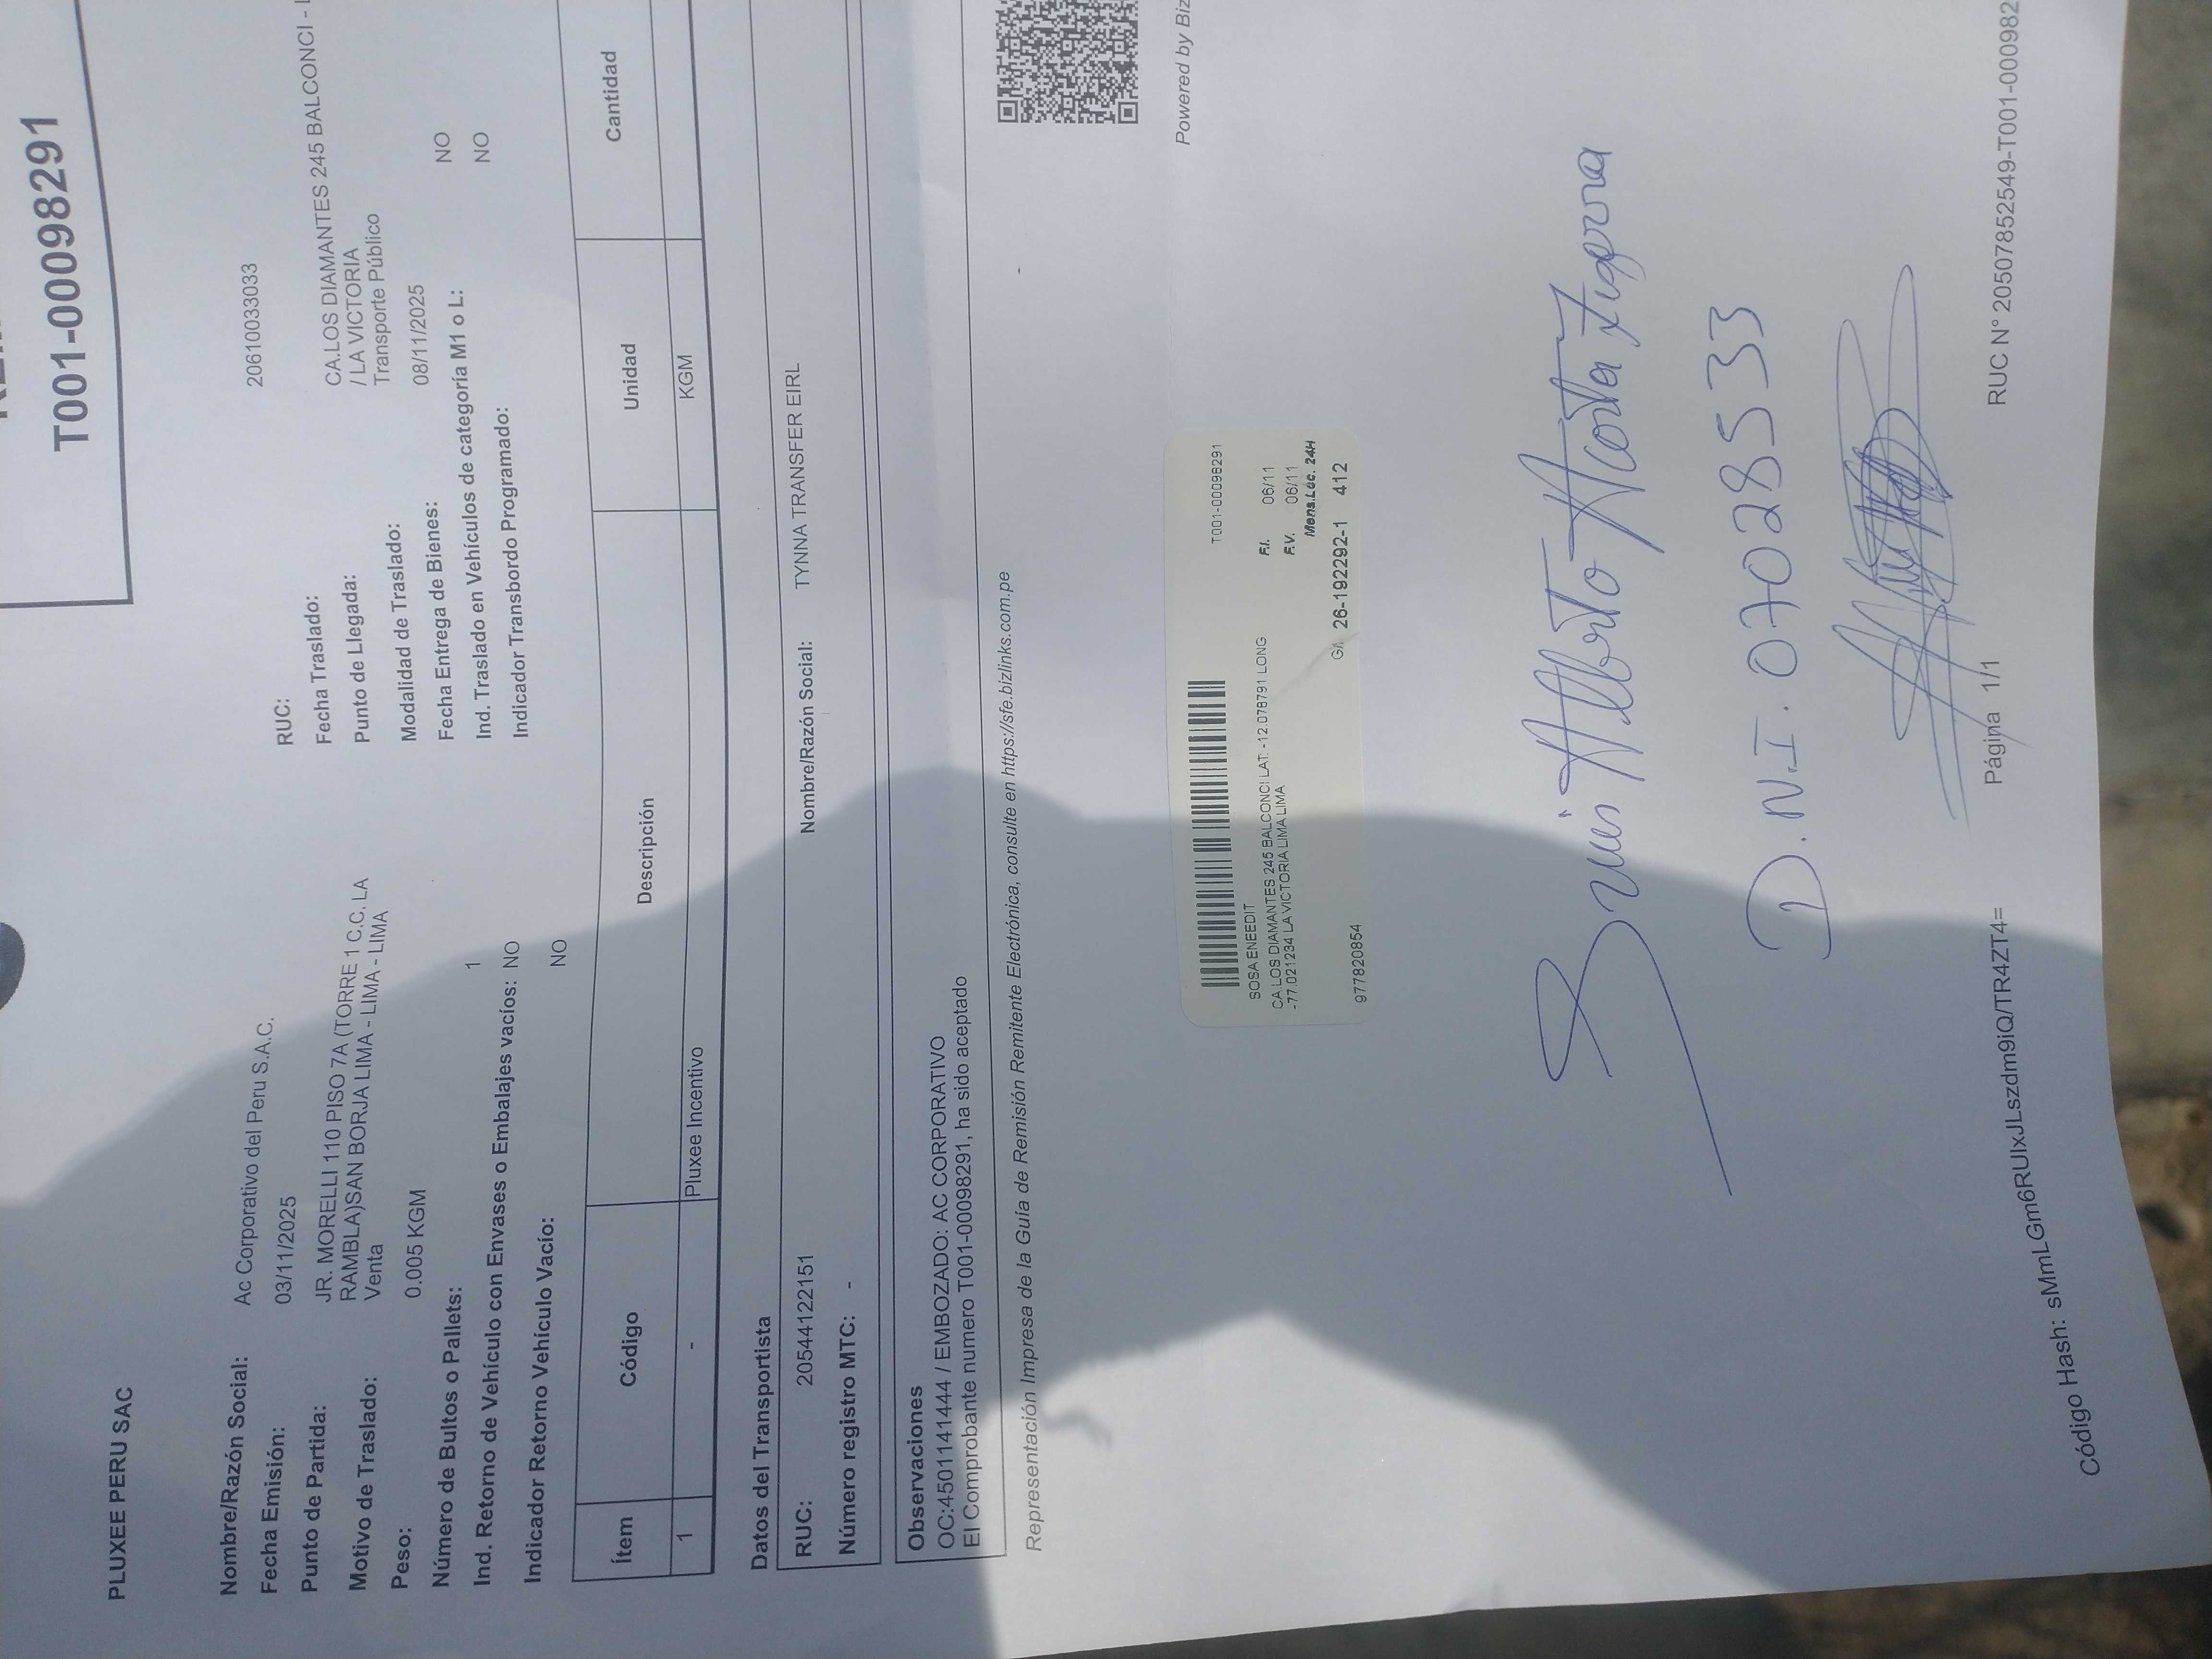 T001-00098291
PLUXEE PERU SAC
Nombre/Razón Social: Ac Corporativo del Peru S.A.C.
RUC: 20610033033
Fecha Emisión: 03/11/2025
Fecha Traslado:
Punto de Partida: JR. MORELLI 110 PISO 7A (TORRE 1 C.C. LA
RAMBLA)SAN BORJA LIMA - LIMA - LIMA
Punto de Llegada: CA.LOS DIAMANTES 245 BALCONCI -
/ LA VICTORIA
Motivo de Traslado: Venta
Modalidad de Traslado: Transporte Público
Peso: 0.005 KGM
Fecha Entrega de Bienes: 08/11/2025
Número de Bultos o Pallets: 1
Ind. Traslado en Vehículos de categoría M1 o L: NO
Ind. Retorno de Vehículo con Envases o Embalajes vacíos: NO
Indicador Transbordo Programado: NO
Indicador Retorno Vehículo Vacío: NO
Ítem Código Descripción Unidad Cantidad
1 - Pluxee Incentivo KGM
Datos del Transportista
RUC: 20544122151 Nombre/Razón Social: TYNNA TRANSFER EIRL
Número registro MTC: -
Observaciones
OC:4501141444 / EMBOZADO: AC CORPORATIVO
El Comprobante numero T001-00098291, ha sido aceptado
Representación Impresa de la Guía de Remisión Remitente Electrónica, consulte en https://sfe.bizlinks.com.pe
Powered by Biz
T001-00098291
SOSA ENEEDIT
CA.LOS DIAMANTES 245 BALCONCI LAT: -12.078791 LONG
-77.021234 LA VICTORIA LIMA LIMA
F.I. 06/11
F.V. 06/11
Mens.Loc. 24H
G/ 26-192292-1 412
977820854
Luis Alberto Acosta
D.N.I. 07028533
Código Hash: sMmLGm6RUIxJLszdm9iQ/TR4ZT4= Página 1/1 RUC N° 20507852549-T001-000982